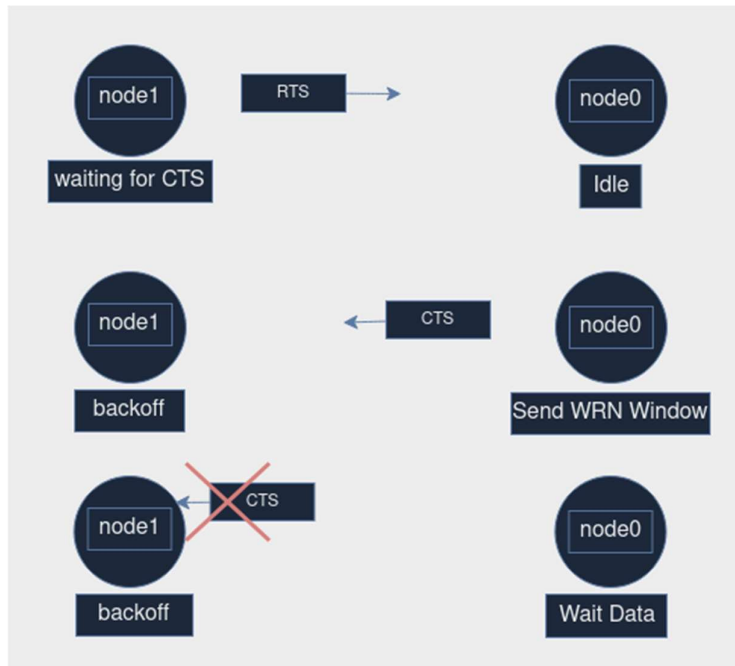 node1
RTS
node0
waiting for CTS
Idle
node1
CTS
node0
backoff
Send WRN Window
node1
CTS
node0
backoff
Wait Data